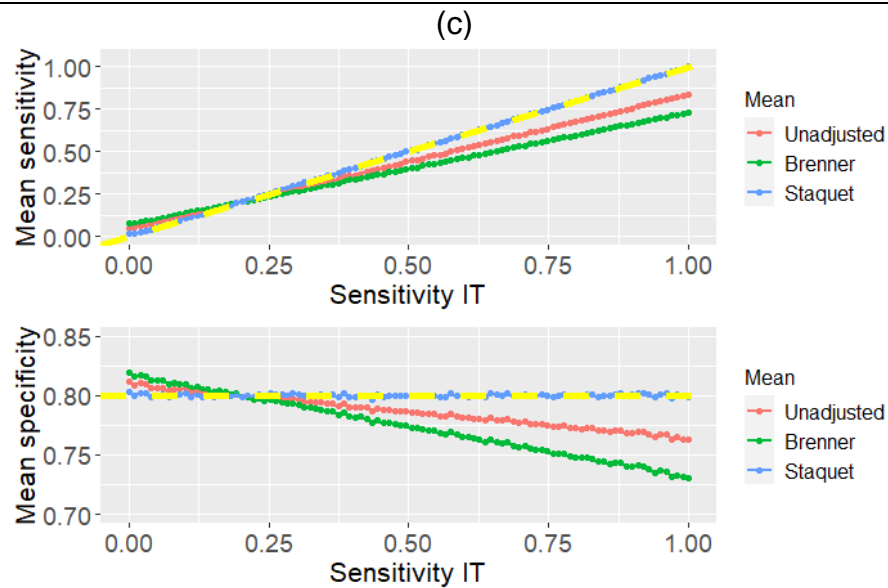 (c)
Mean sensitivity
1.00
0.75
0.50
0.25
0.00
0.00 0.25 0.50 0.75 1.00
Sensitivity IT
Mean
Unadjusted
Brenner
Staquet
Mean specificity
0.85
0.80
0.75
0.70
0.00 0.25 0.50 0.75 1.00
Sensitivity IT
Mean
Unadjusted
Brenner
Staquet